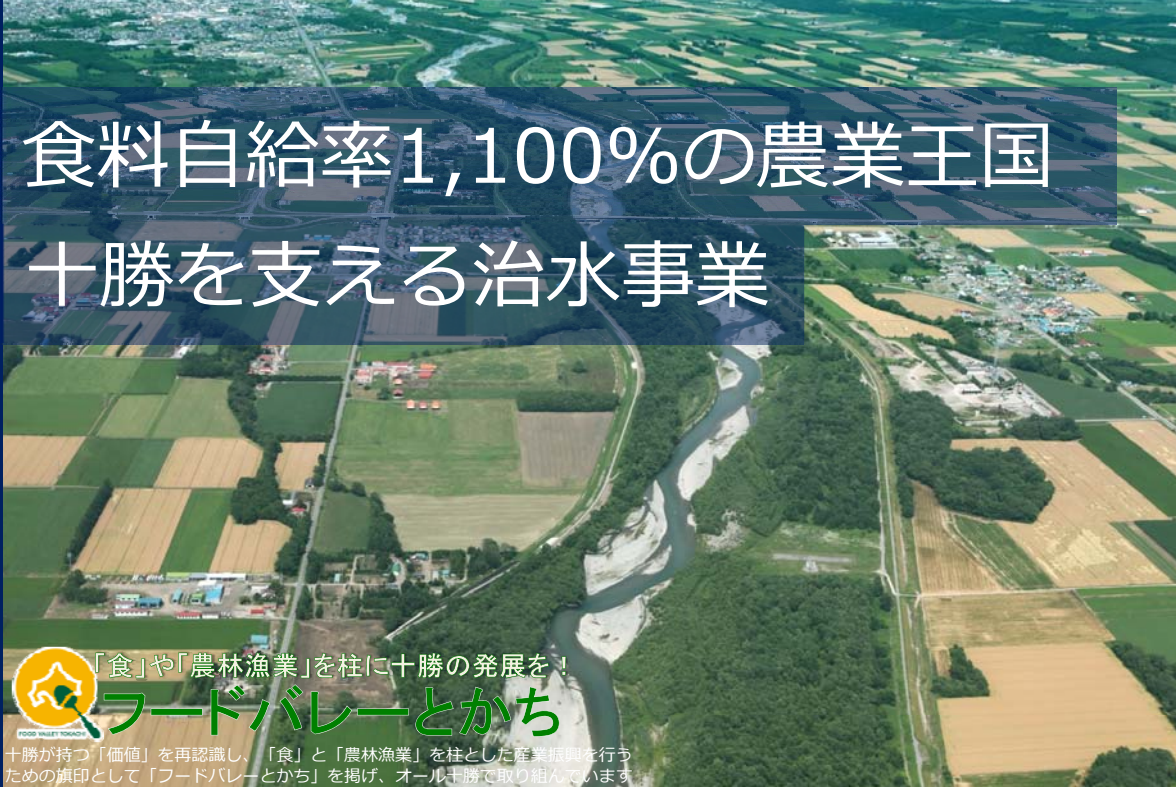 食料自給率1,100%の農業王国
十勝を支える治水事業
「食」や「農林漁業」を柱に十勝の発展を！
フードバレーとかち
FOOD VALLEY TOKACHI
十勝が持つ「価値」を再認識し、「食」と「農林漁業」を柱とした産業振興を行う
ための旗印として「フードバレーとかち」を掲げ、オール十勝で取り組んでいます